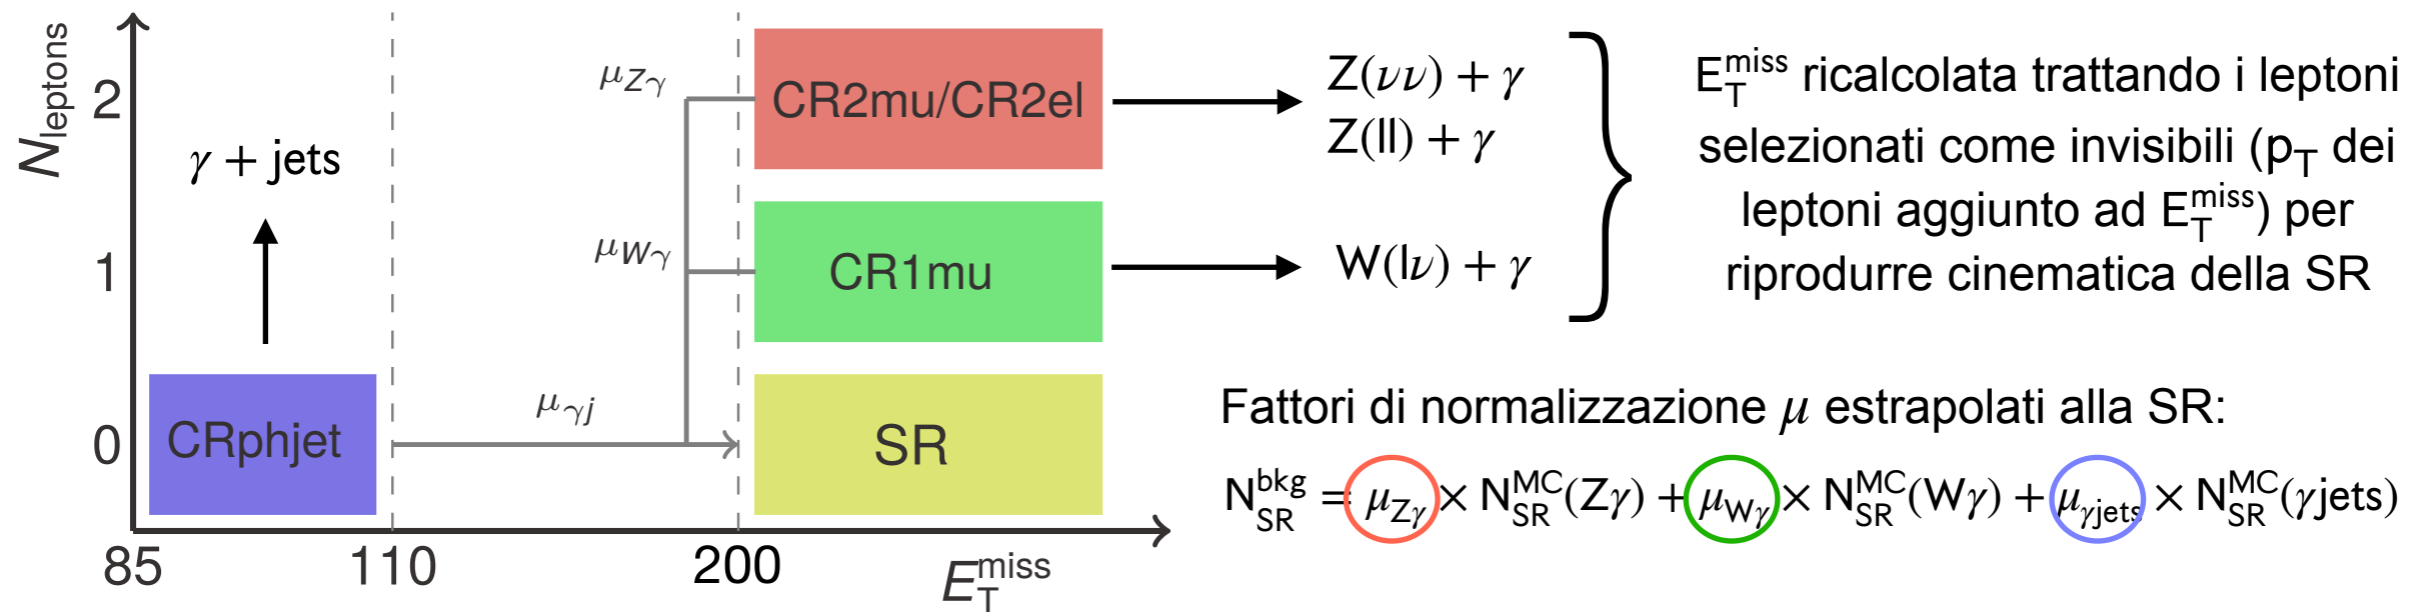 N_leptons
2
1
0
γ + jets
CRphjet
μ_Zγ
μ_Wγ
μ_γj
CR2mu/CR2el
CR1mu
SR
85
110
200
E_T^miss
Z(νν) + γ
Z(ll) + γ
W(lν) + γ
E_T^miss ricalcolata trattando i leptoni
selezionati come invisibili (p_T dei
leptoni aggiunto ad E_T^miss) per
riprodurre cinematica della SR
Fattori di normalizzazione μ estrapolati alla SR:
N_SR^bkg = μ_Zγ × N_SR^MC(Zγ) + μ_Wγ × N_SR^MC(Wγ) + μ_γjets × N_SR^MC(γjets)